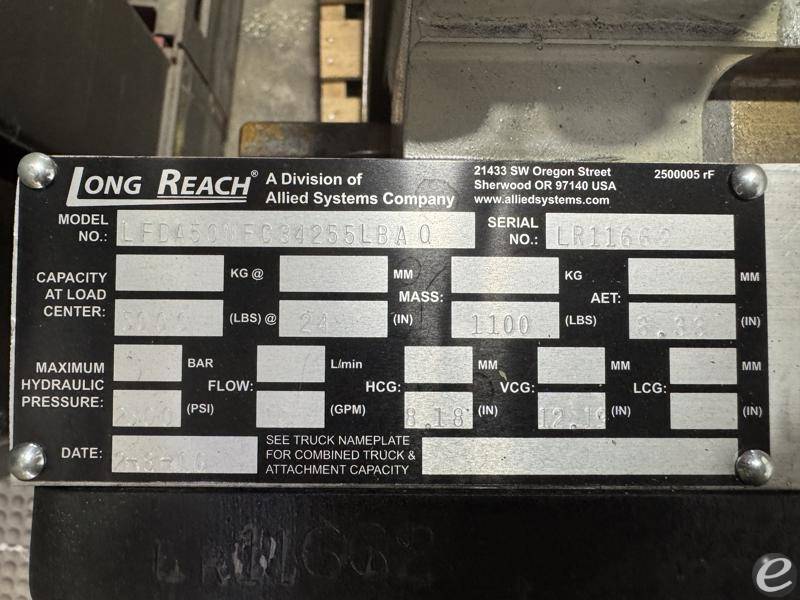 LONG REACH® A Division of
Allied Systems Company
21433 SW Oregon Street
Sherwood OR 97140 USA
www.alliedsystems.com
2500005 rF
MODEL NO.:
SERIAL NO.: LR11662
CAPACITY AT LOAD CENTER:
KG @ MM
(LBS) @ 24 (IN)
MASS: KG
1100 (LBS)
AET: MM
(IN)
MAXIMUM HYDRAULIC PRESSURE:
BAR
(PSI)
FLOW: L/min
(GPM)
HCG: MM
8.18 (IN)
VCG: MM
(IN)
LCG: MM
(IN)
DATE:
SEE TRUCK NAMEPLATE
FOR COMBINED TRUCK &
ATTACHMENT CAPACITY
LR11662
e